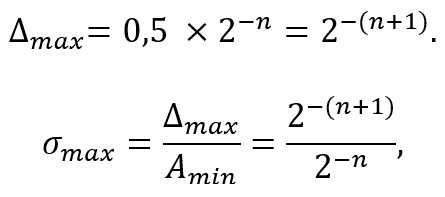 Δ_max = 0,5 × 2^{-n} = 2^{-(n+1)}.
σ_max = Δ_max / A_min = 2^{-(n+1)} / 2^{-n},